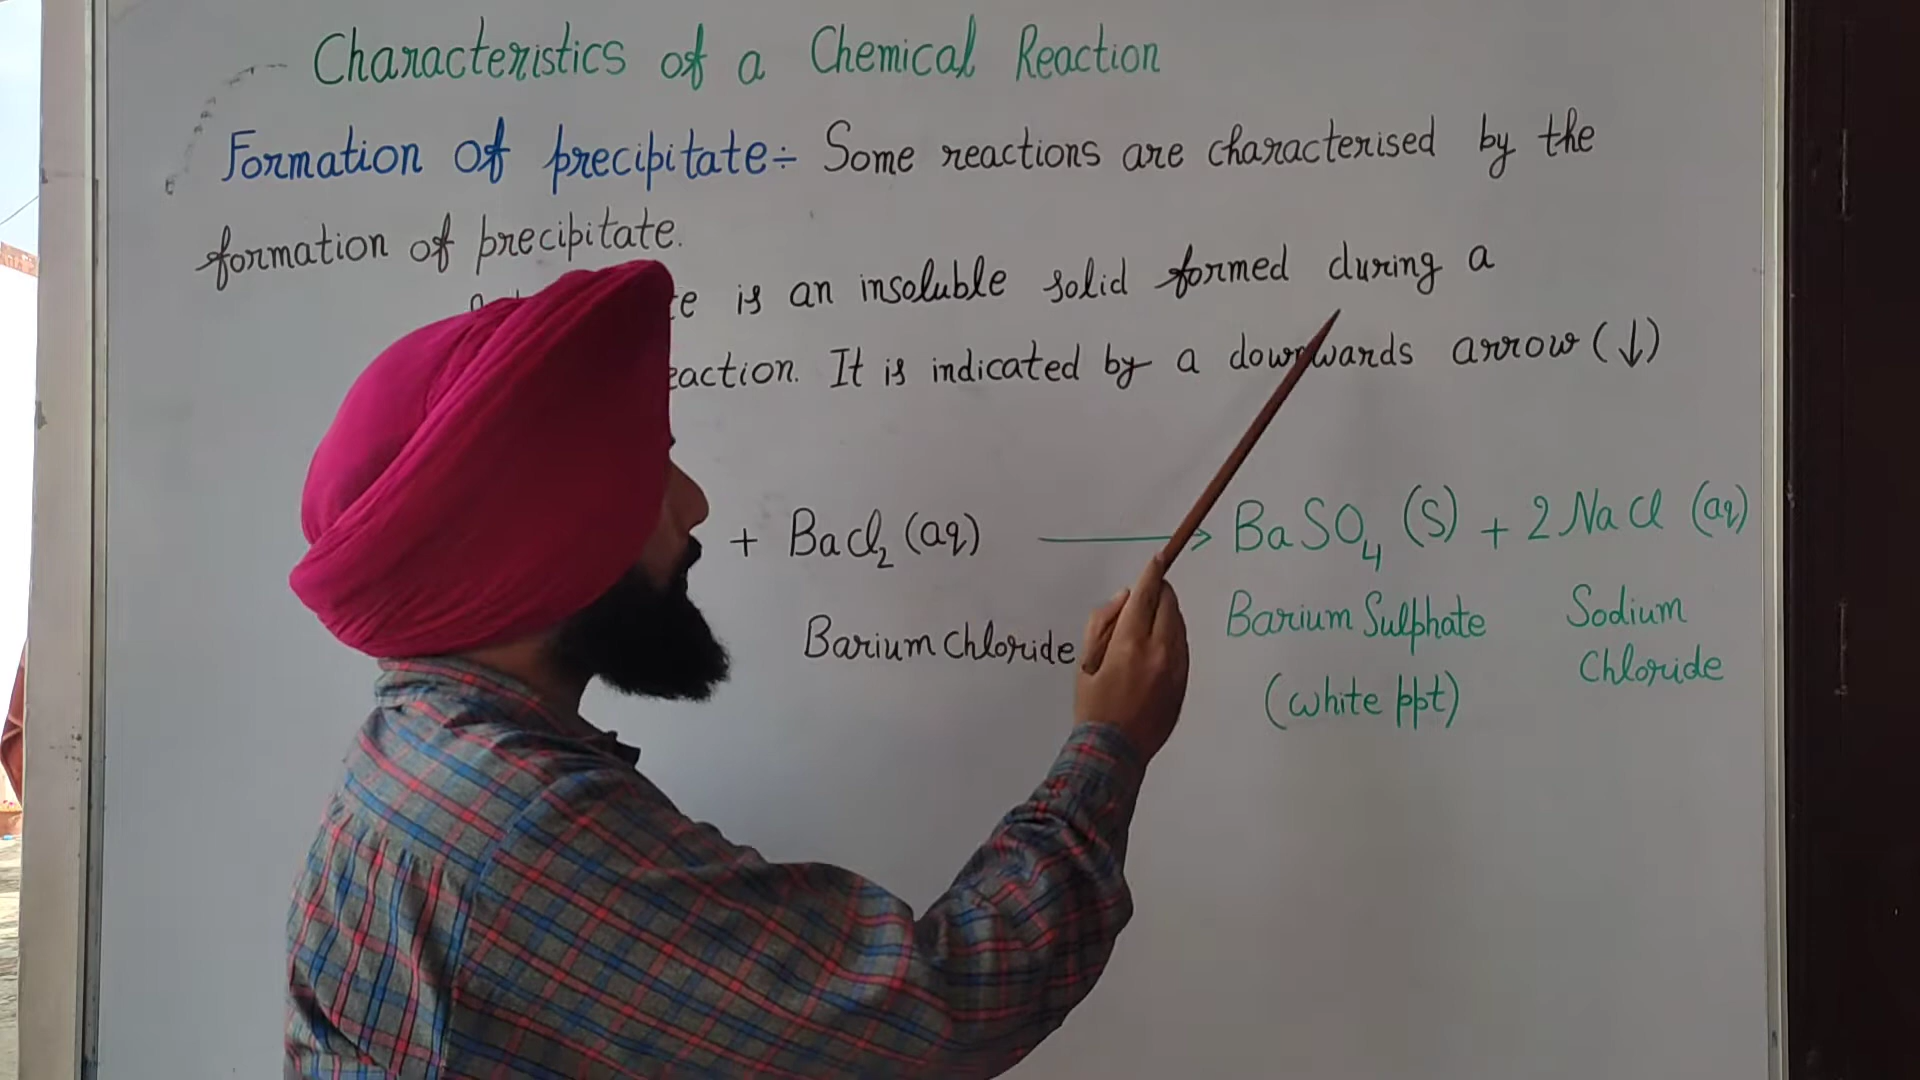 Characteristics of a Chemical Reaction
Formation of precipitate÷ Some reactions are characterised by the
formation of precipitate.
is an insoluble solid formed during a
It is indicated by a downwards arrow (↓)
+ BaCl₂ (aq) → BaSO₄ (S) + 2 NaCl (aq)
Barium Chloride Barium Sulphate Sodium Chloride
(white ppt)